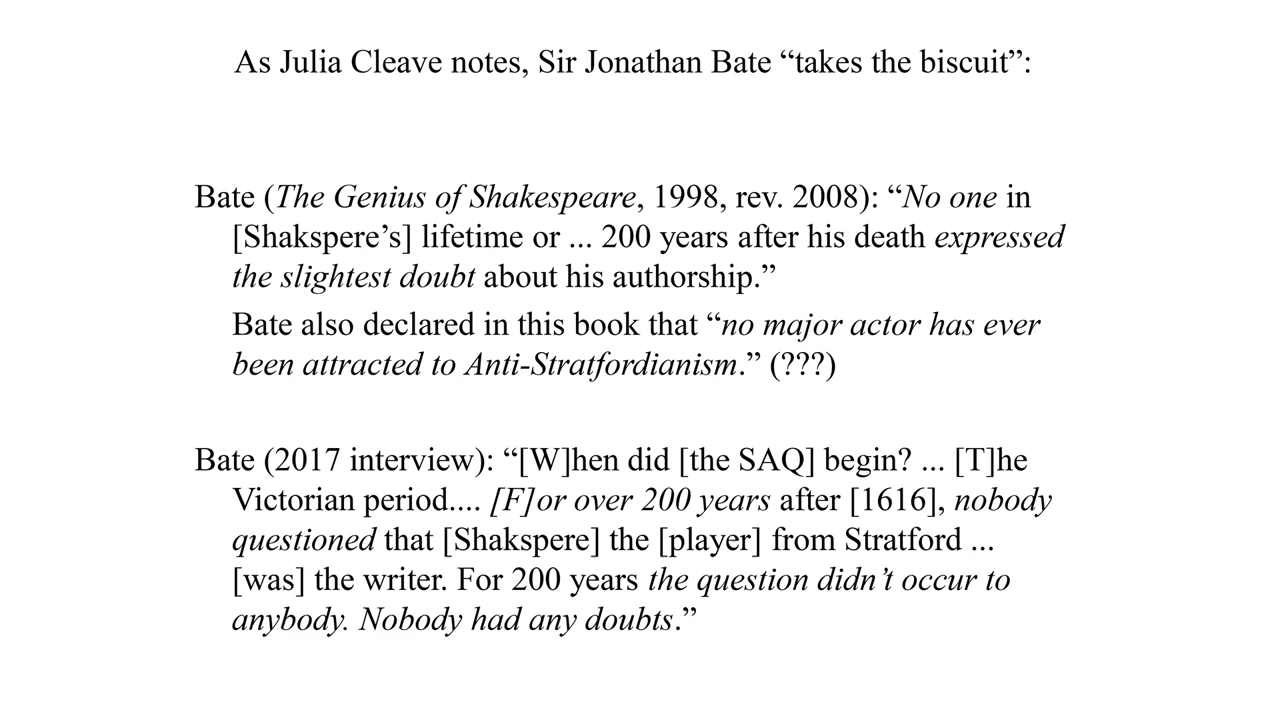 As Julia Cleave notes, Sir Jonathan Bate “takes the biscuit”:
Bate (The Genius of Shakespeare, 1998, rev. 2008): “No one in
[Shakspere’s] lifetime or ... 200 years after his death expressed
the slightest doubt about his authorship.”
Bate also declared in this book that “no major actor has ever
been attracted to Anti-Stratfordianism.” (???)
Bate (2017 interview): “[W]hen did [the SAQ] begin? ... [T]he
Victorian period.... [F]or over 200 years after [1616], nobody
questioned that [Shakspere] the [player] from Stratford ...
[was] the writer. For 200 years the question didn’t occur to
anybody. Nobody had any doubts.”